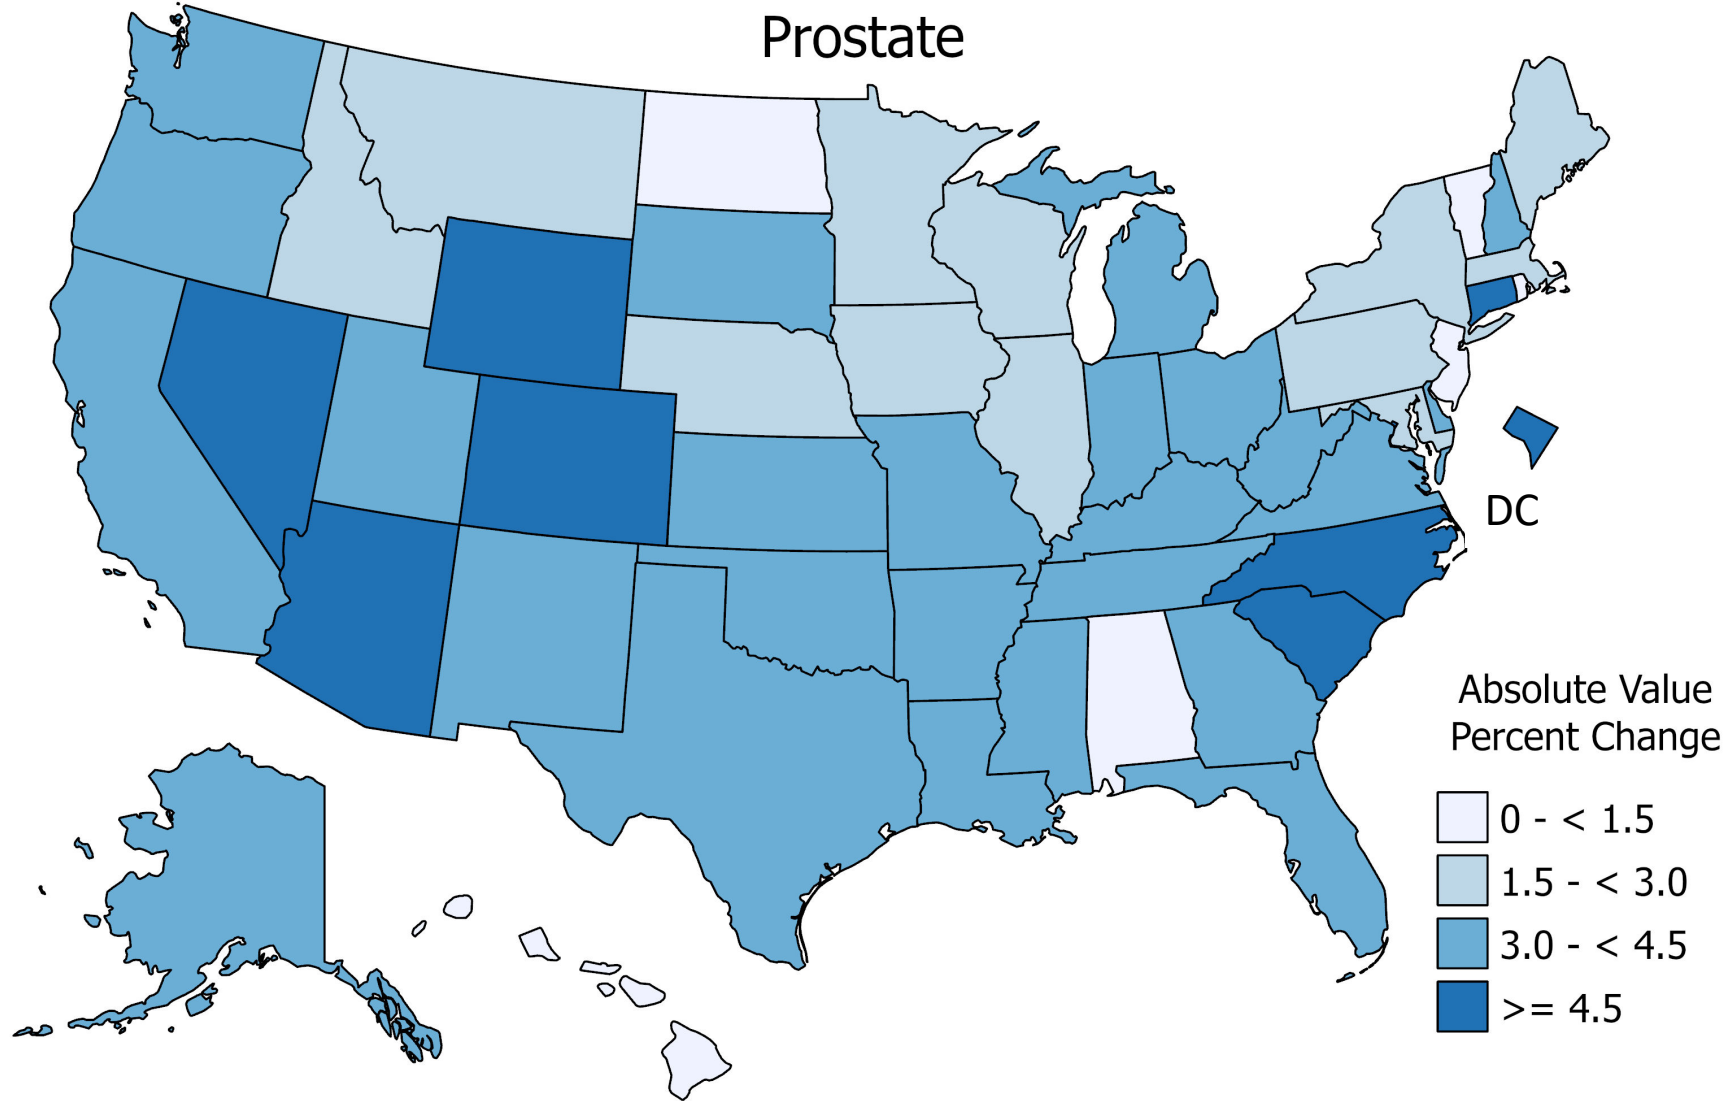 Prostate
DC
Absolute Value
Percent Change
0 - < 1.5
1.5 - < 3.0
3.0 - < 4.5
>= 4.5